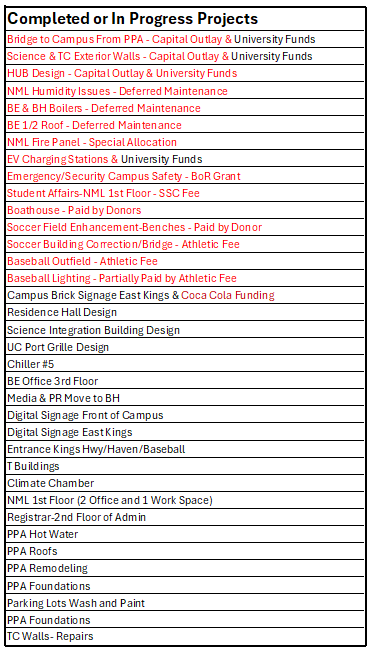 Completed or In Progress Projects
Bridge to Campus From PPA - Capital Outlay & University Funds
Science & TC Exterior Walls - Capital Outlay & University Funds
HUB Design - Capital Outlay & University Funds
NML Humidity Issues - Deferred Maintenance
BE & BH Boilers - Deferred Maintenance
BE 1/2 Roof - Deferred Maintenance
NML Fire Panel - Special Allocation
EV Charging Stations & University Funds
Emergency/Security Campus Safety - BoR Grant
Student Affairs-NML 1st Floor - SSC Fee
Boathouse - Paid by Donors
Soccer Field Enhancement-Benches - Paid by Donor
Soccer Building Correction/Bridge - Athletic Fee
Baseball Outfield - Athletic Fee
Baseball Lighting - Partially Paid by Athletic Fee
Campus Brick Signage East Kings & Coca Cola Funding
Residence Hall Design
Science Integration Building Design
UC Port Grille Design
Chiller #5
BE Office 3rd Floor
Media & PR Move to BH
Digital Signage Front of Campus
Digital Signage East Kings
Entrance Kings Hwy/Haven/Baseball
T Buildings
Climate Chamber
NML 1st Floor (2 Office and 1 Work Space)
Registrar-2nd Floor of Admin
PPA Hot Water
PPA Roofs
PPA Remodeling
PPA Foundations
Parking Lots Wash and Paint
PPA Foundations
TC Walls- Repairs